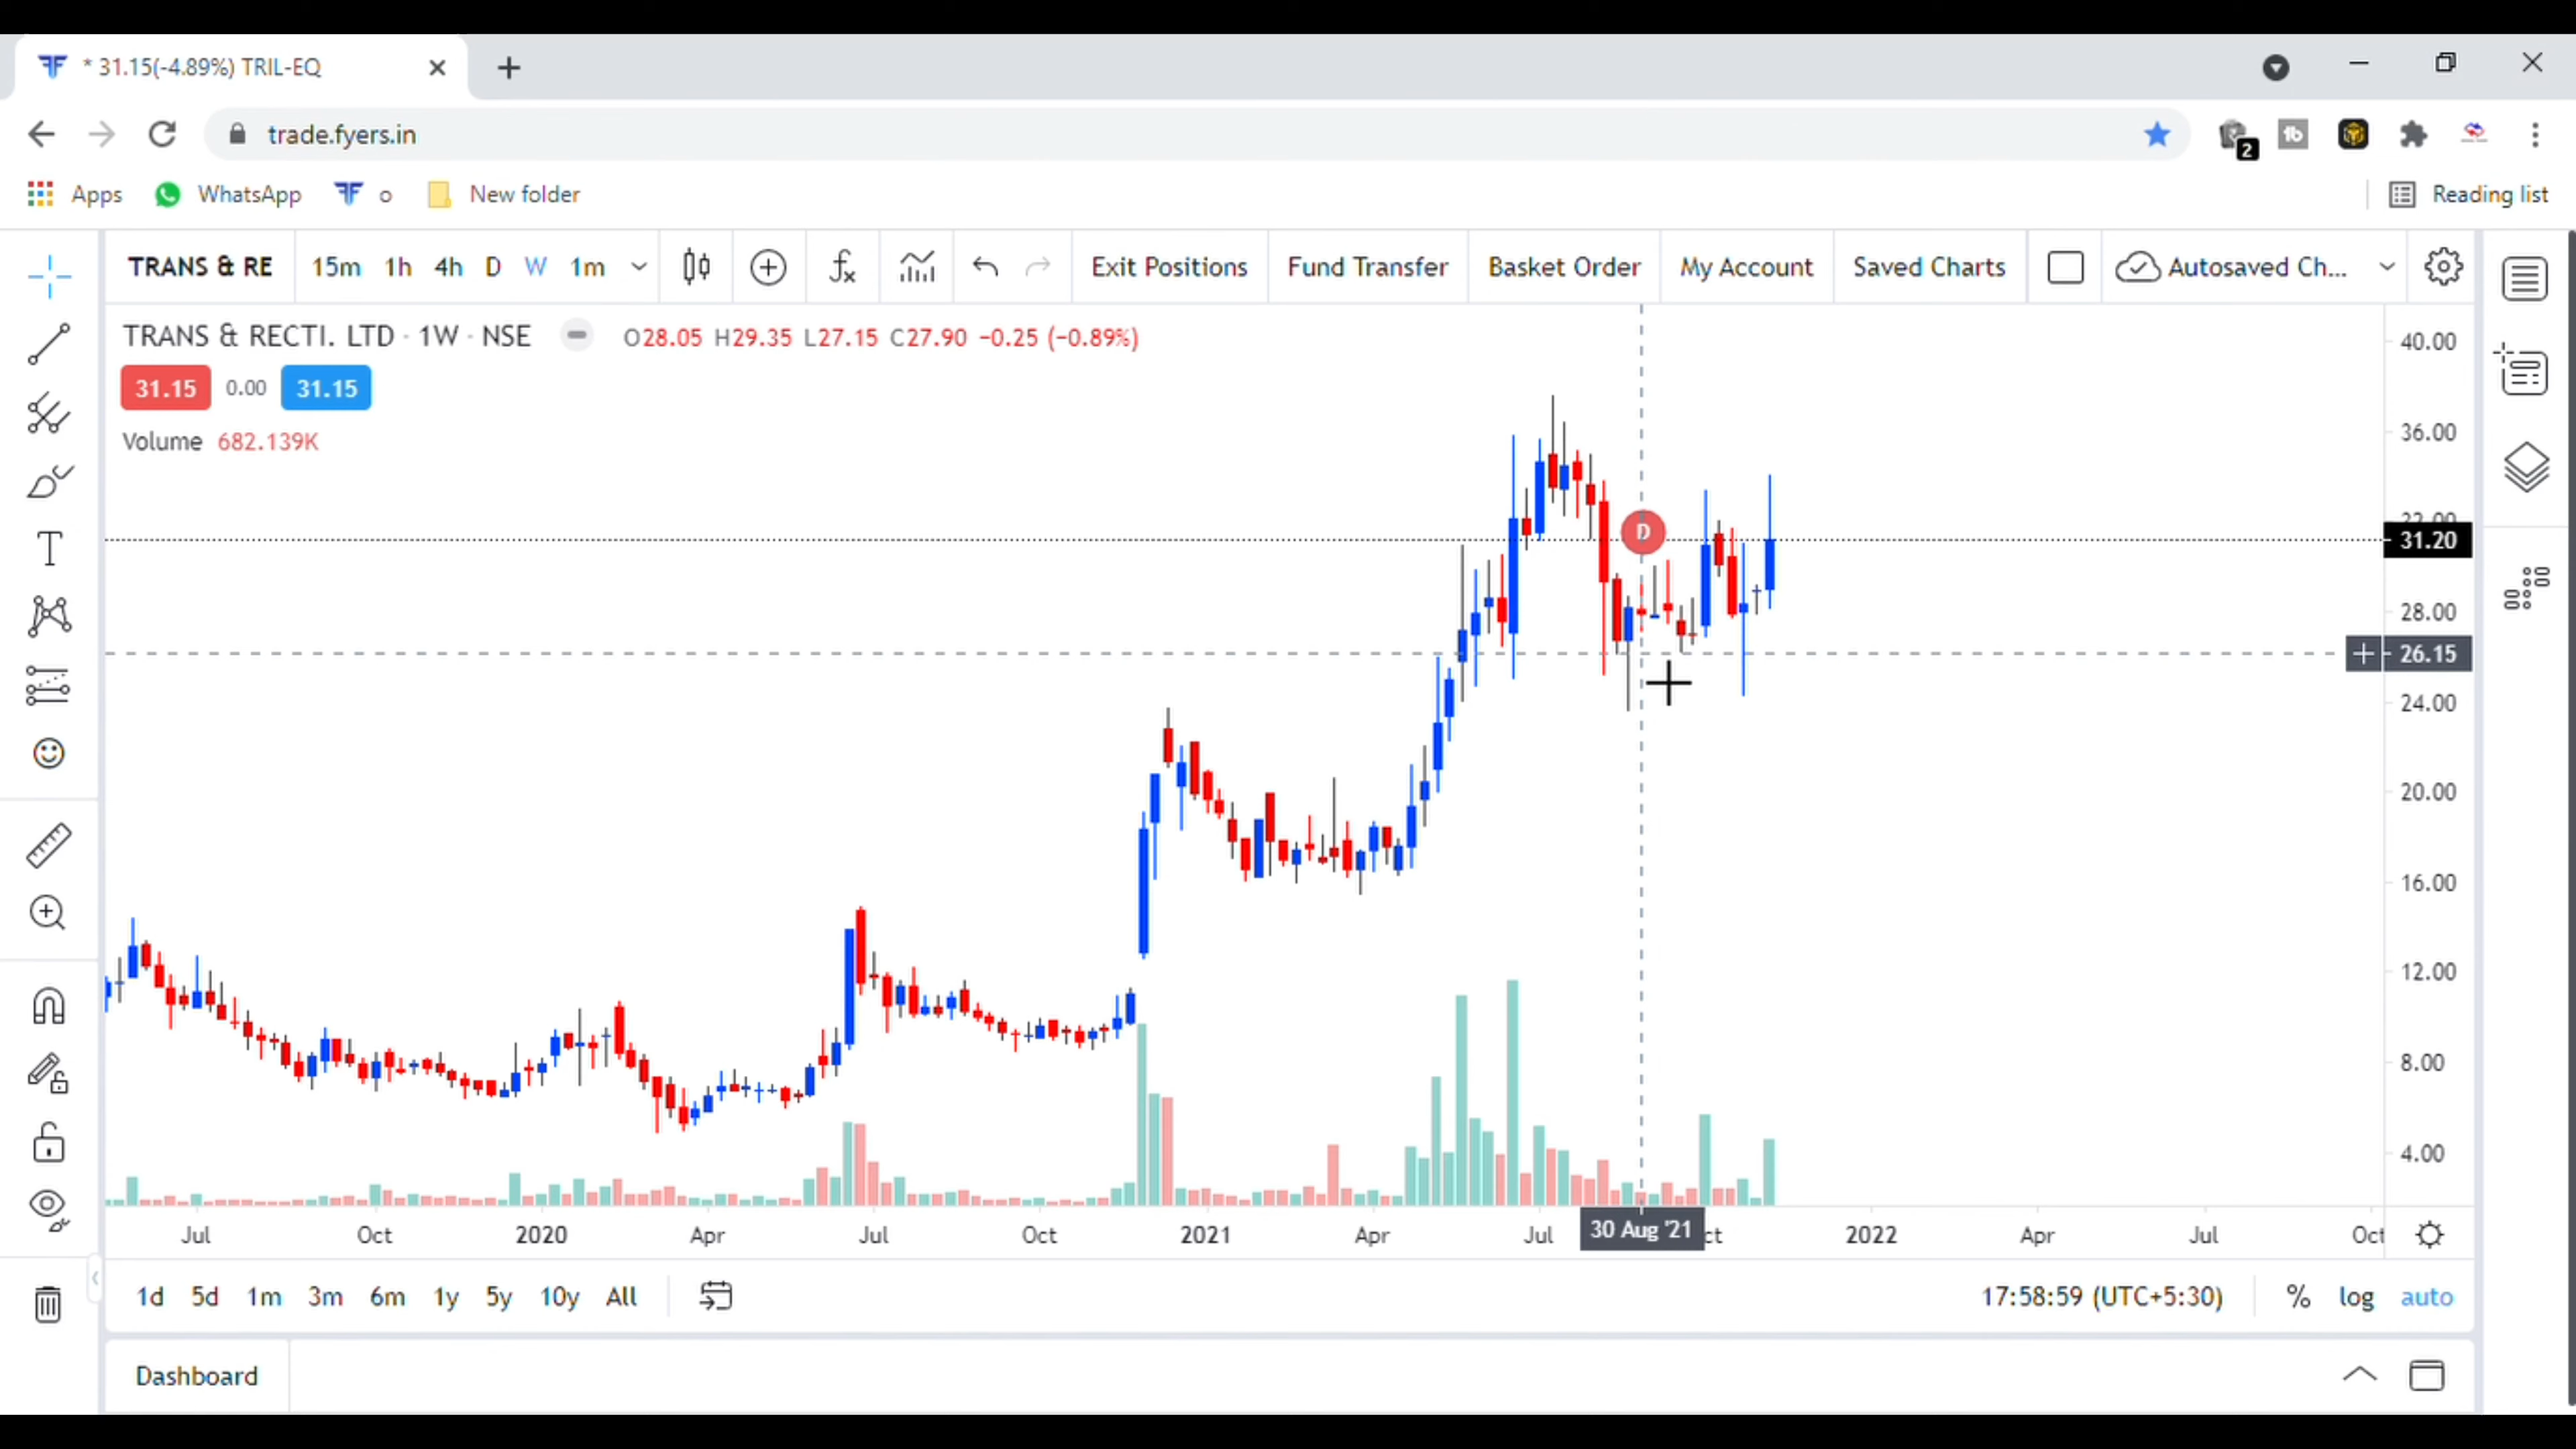 * 31.15(-4.89%) TRIL-EQ
trade.fyers.in
2
Apps WhatsApp o New folder Reading list
TRANS & RE 15m 1h 4h D W 1m Exit Positions Fund Transfer Basket Order My Account Saved Charts Autosaved Ch...
TRANS & RECTI. LTD · 1W · NSE O28.05 H29.35 L27.15 C27.90 −0.25 (−0.89%)
31.15 0.00 31.15
Volume 682.139K
40.00
36.00
D
31.20
28.00
26.15
24.00
20.00
16.00
12.00
8.00
4.00
Jul Oct 2020 Apr Jul Oct 2021 Apr Jul 30 Aug '21 ct 2022 Apr Jul Oct
1d 5d 1m 3m 6m 1y 5y 10y All 17:58:59 (UTC+5:30) % log auto
Dashboard